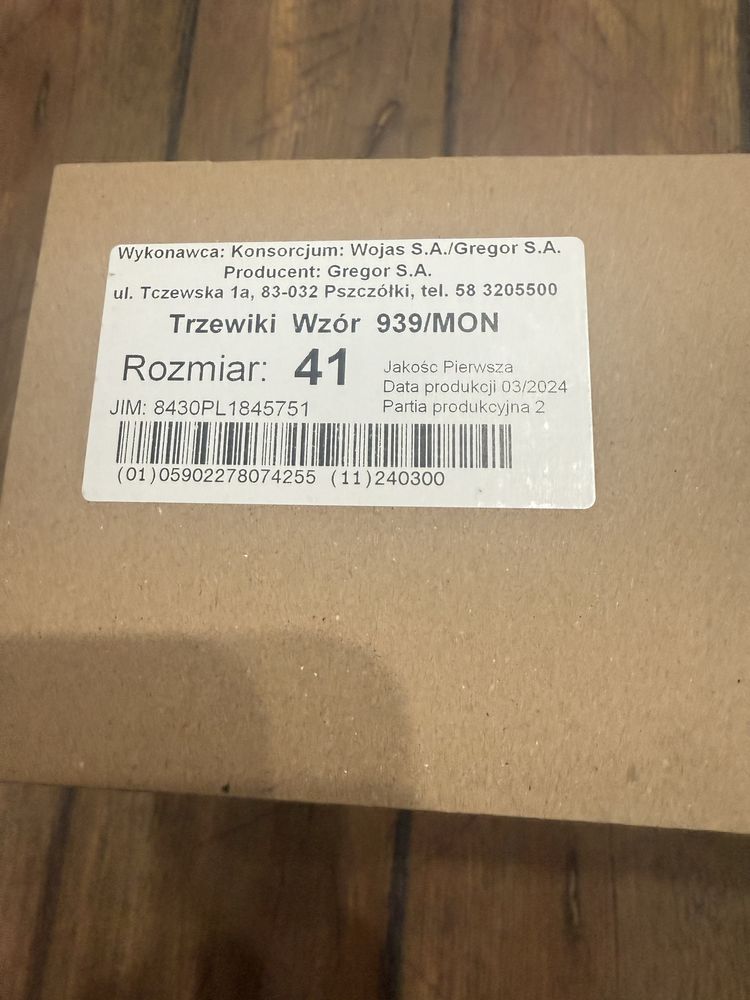 Wykonawca: Konsorcjum: Wojas S.A./Gregor S.A.
Producent: Gregor S.A.
ul. Tczewska 1a, 83-032 Pszczółki, tel. 58 3205500
Trzewiki Wzór 939/MON
Rozmiar: 41
Jakośc Pierwsza
Data produkcji 03/2024
JIM: 8430PL1845751
Partia produkcyjna 2
(01)05902278074255 (11)240300